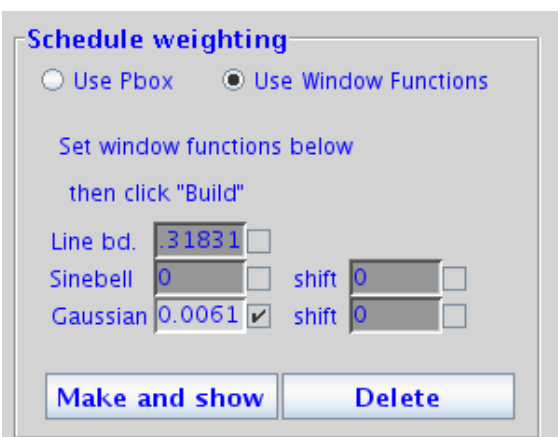 Schedule weighting
Use Pbox Use Window Functions
Set window functions below
then click "Build"
Line bd. .31831
Sinebell 0 shift 0
Gaussian 0.0061 shift 0
Make and show Delete